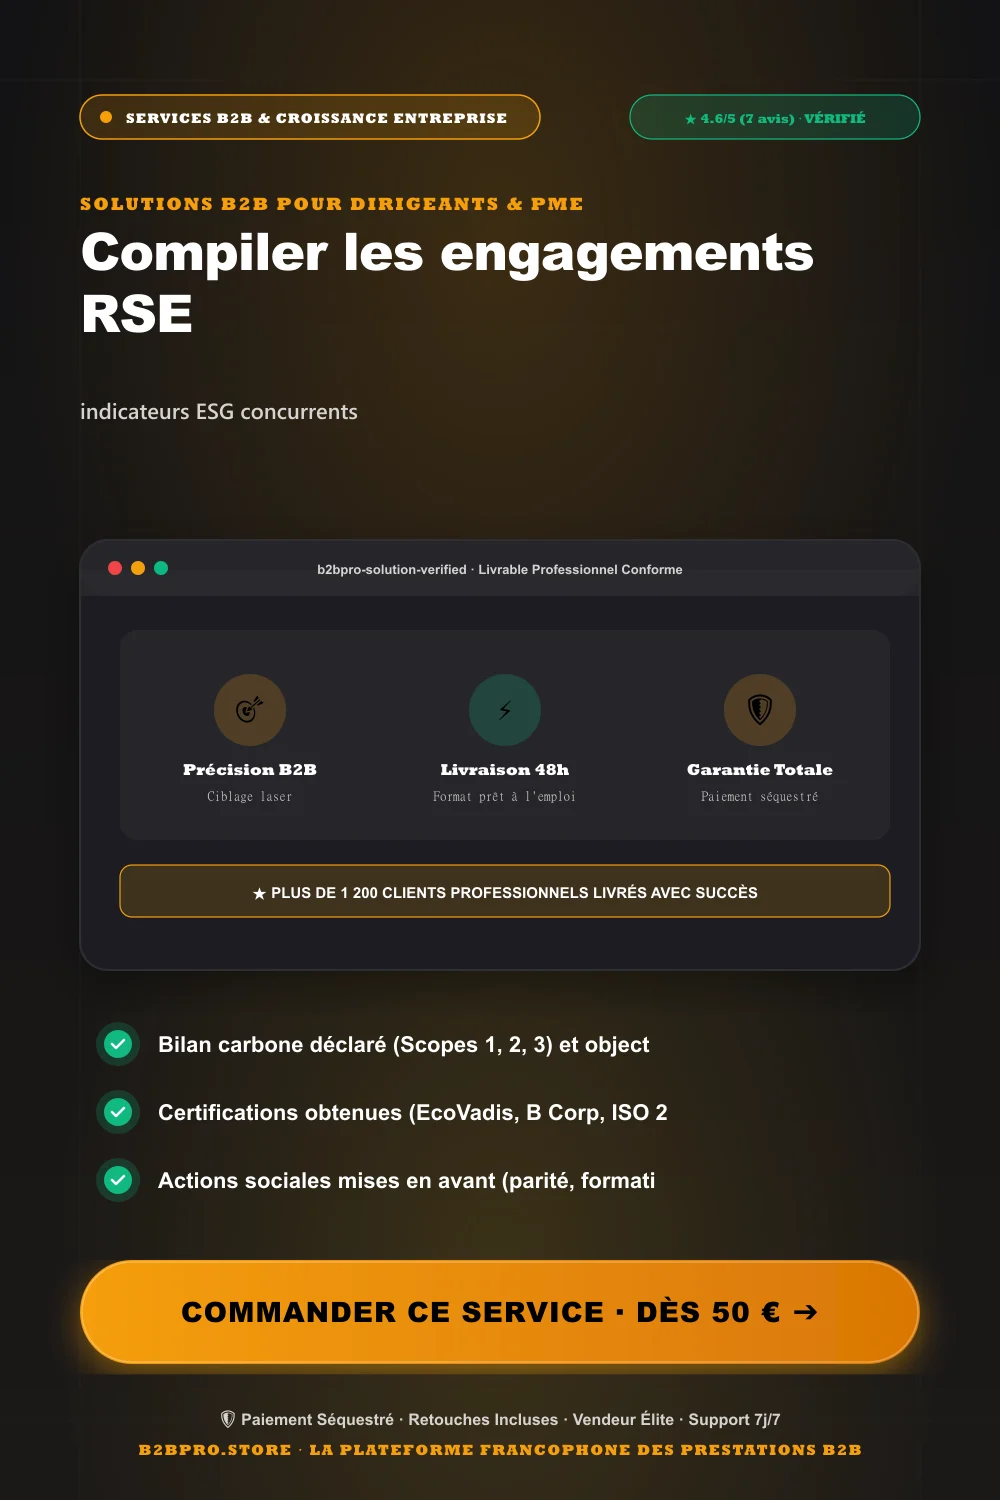 SERVICES B2B & CROISSANCE ENTREPRISE
★ 4.6/5 (7 avis) · VÉRIFIÉ
SOLUTIONS B2B POUR DIRIGEANTS & PME
Compiler les engagements
RSE
indicateurs ESG concurrents
b2bpro-solution-verified · Livrable Professionnel Conforme
Précision B2B
Ciblage laser
Livraison 48h
Format prêt à l'emploi
Garantie Totale
Paiement séquestré
★ PLUS DE 1 200 CLIENTS PROFESSIONNELS LIVRÉS AVEC SUCCÈS
Bilan carbone déclaré (Scopes 1, 2, 3) et object
Certifications obtenues (EcoVadis, B Corp, ISO 2
Actions sociales mises en avant (parité, formati
COMMANDER CE SERVICE · DÈS 50 € →
Paiement Séquestré · Retouches Incluses · Vendeur Élite · Support 7j/7
B2BPRO.STORE · LA PLATEFORME FRANCOPHONE DES PRESTATIONS B2B